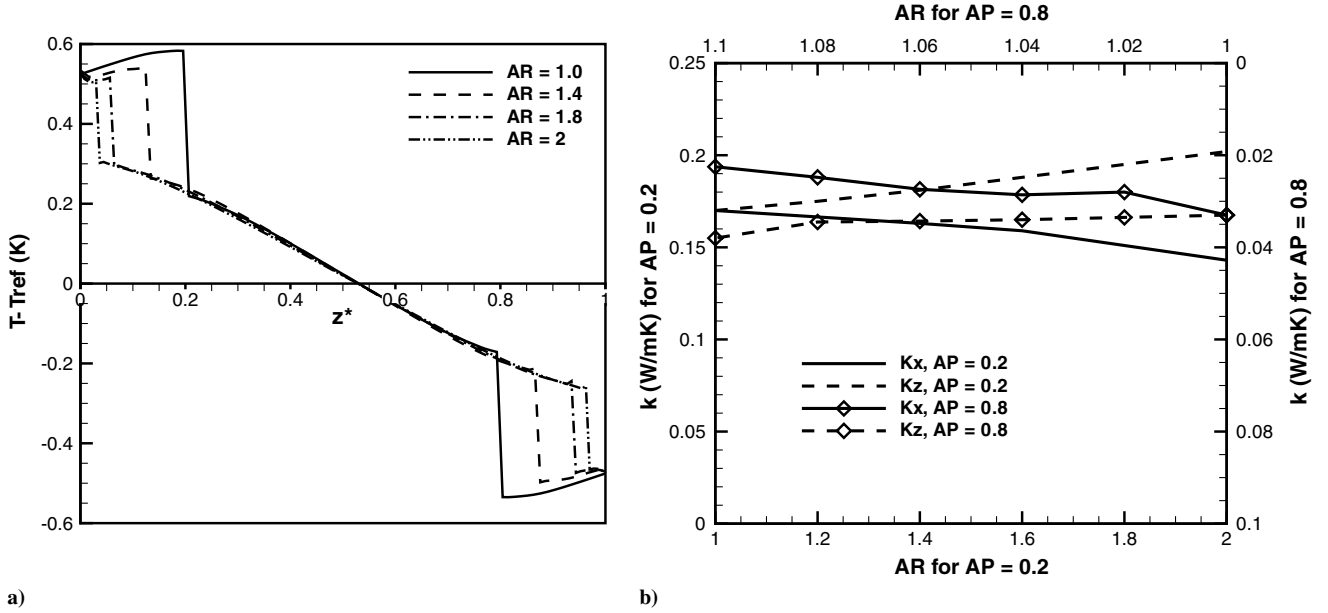 0.6
0.4
0.2
0
-0.2
-0.4
-0.6
T- Tref (K)
0
0.2
0.4
0.6
0.8
1
z*
AR = 1.0
AR = 1.4
AR = 1.8
AR = 2
a)
AR for AP = 0.8
1.1
1.08
1.06
1.04
1.02
1
0.25
0.2
0.15
0.1
0.05
0
k (W/mK) for AP = 0.2
0
0.02
0.04
0.06
0.08
0.1
k (W/mK) for AP = 0.8
Kx, AP = 0.2
Kz, AP = 0.2
Kx, AP = 0.8
Kz, AP = 0.8
1
1.2
1.4
1.6
1.8
2
AR for AP = 0.2
b)